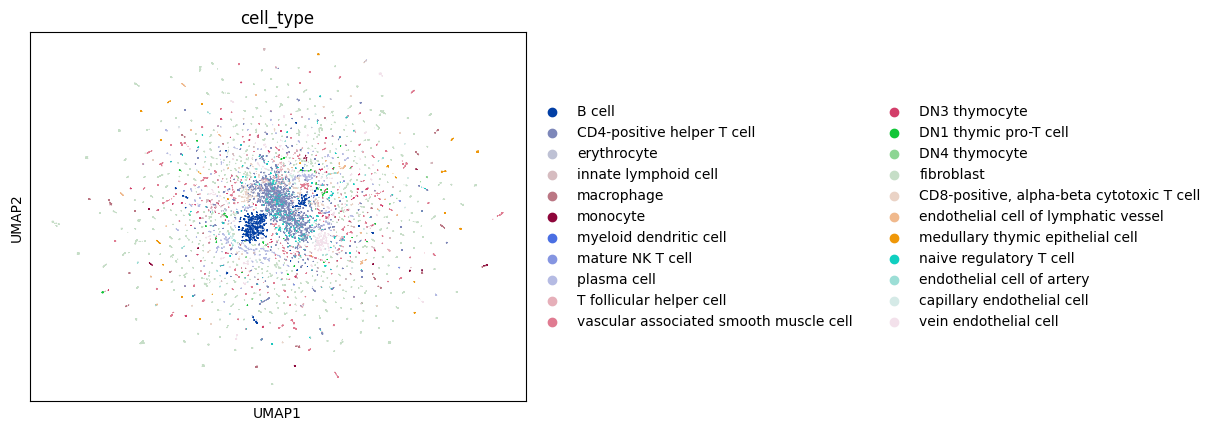 cell_type
UMAP2
UMAP1
B cell
CD4-positive helper T cell
erythrocyte
innate lymphoid cell
macrophage
monocyte
myeloid dendritic cell
mature NK T cell
plasma cell
T follicular helper cell
vascular associated smooth muscle cell
DN3 thymocyte
DN1 thymic pro-T cell
DN4 thymocyte
fibroblast
CD8-positive, alpha-beta cytotoxic T cell
endothelial cell of lymphatic vessel
medullary thymic epithelial cell
naive regulatory T cell
endothelial cell of artery
capillary endothelial cell
vein endothelial cell